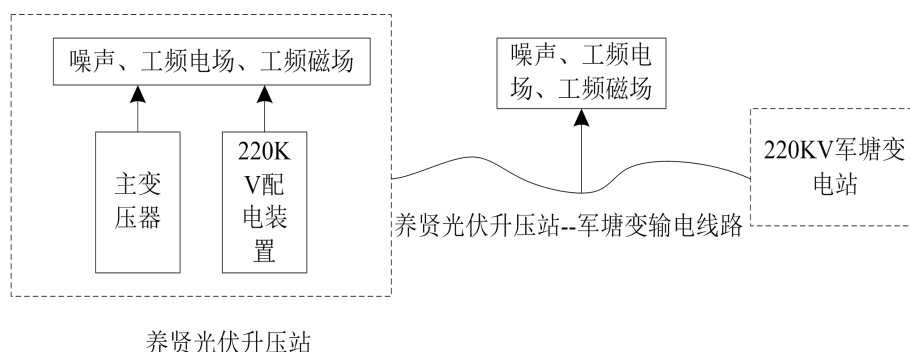 噪声、工频电场、工频磁场
主变
压器
220K
V配
电装
置
养贤光伏升压站
噪声、工频电
场、工频磁场
养贤光伏升压站--军塘变输电线路
220KV军塘变
电站